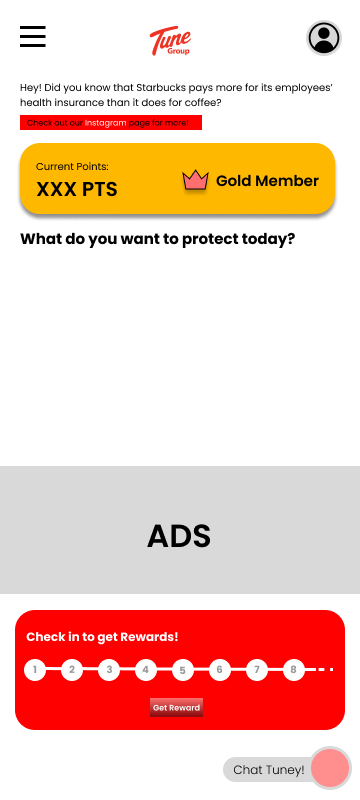 Tune
Group
Hey! Did you know that Starbucks pays more for its employees’
health insurance than it does for coffee?
Check out our Instagram page for more!
Current Points:
XXX PTS
Gold Member
What do you want to protect today?
ADS
Check in to get Rewards!
1 2 3 4 5 6 7 8
Get Reward
Chat Tuney!